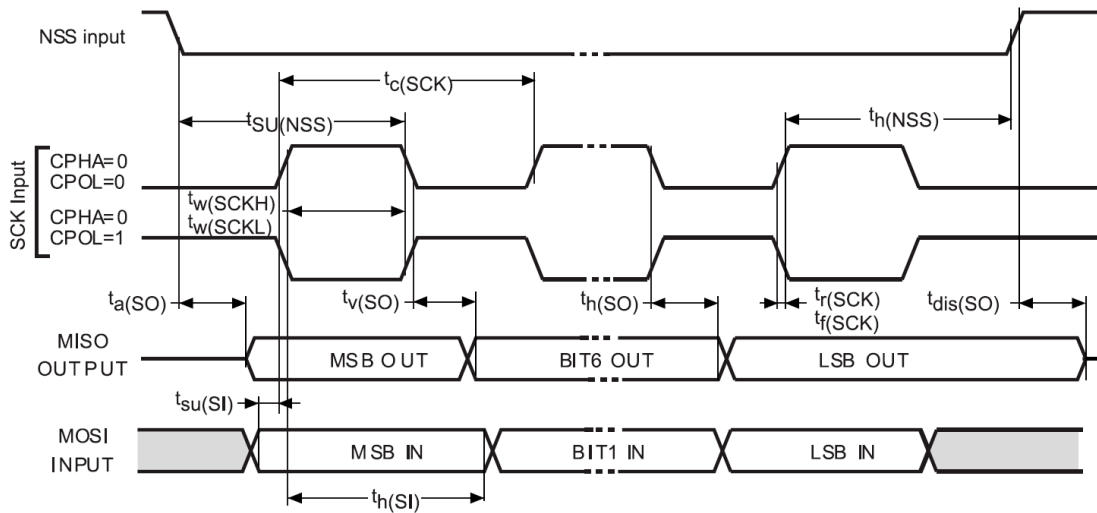 NSS input
tc(SCK)
tSU(NSS)
th(NSS)
SCK Input
CPHA=0
CPOL=0
tw(SCKH)
CPHA=0
tw(SCKL)
CPOL=1
ta(SO)
tv(SO)
th(SO)
tr(SCK)
tf(SCK)
tdis(SO)
MISO
OUTPUT
MSB OUT
BIT6 OUT
LSB OUT
tsu(SI)
MOSI
INPUT
MSB IN
BIT1 IN
LSB IN
th(SI)